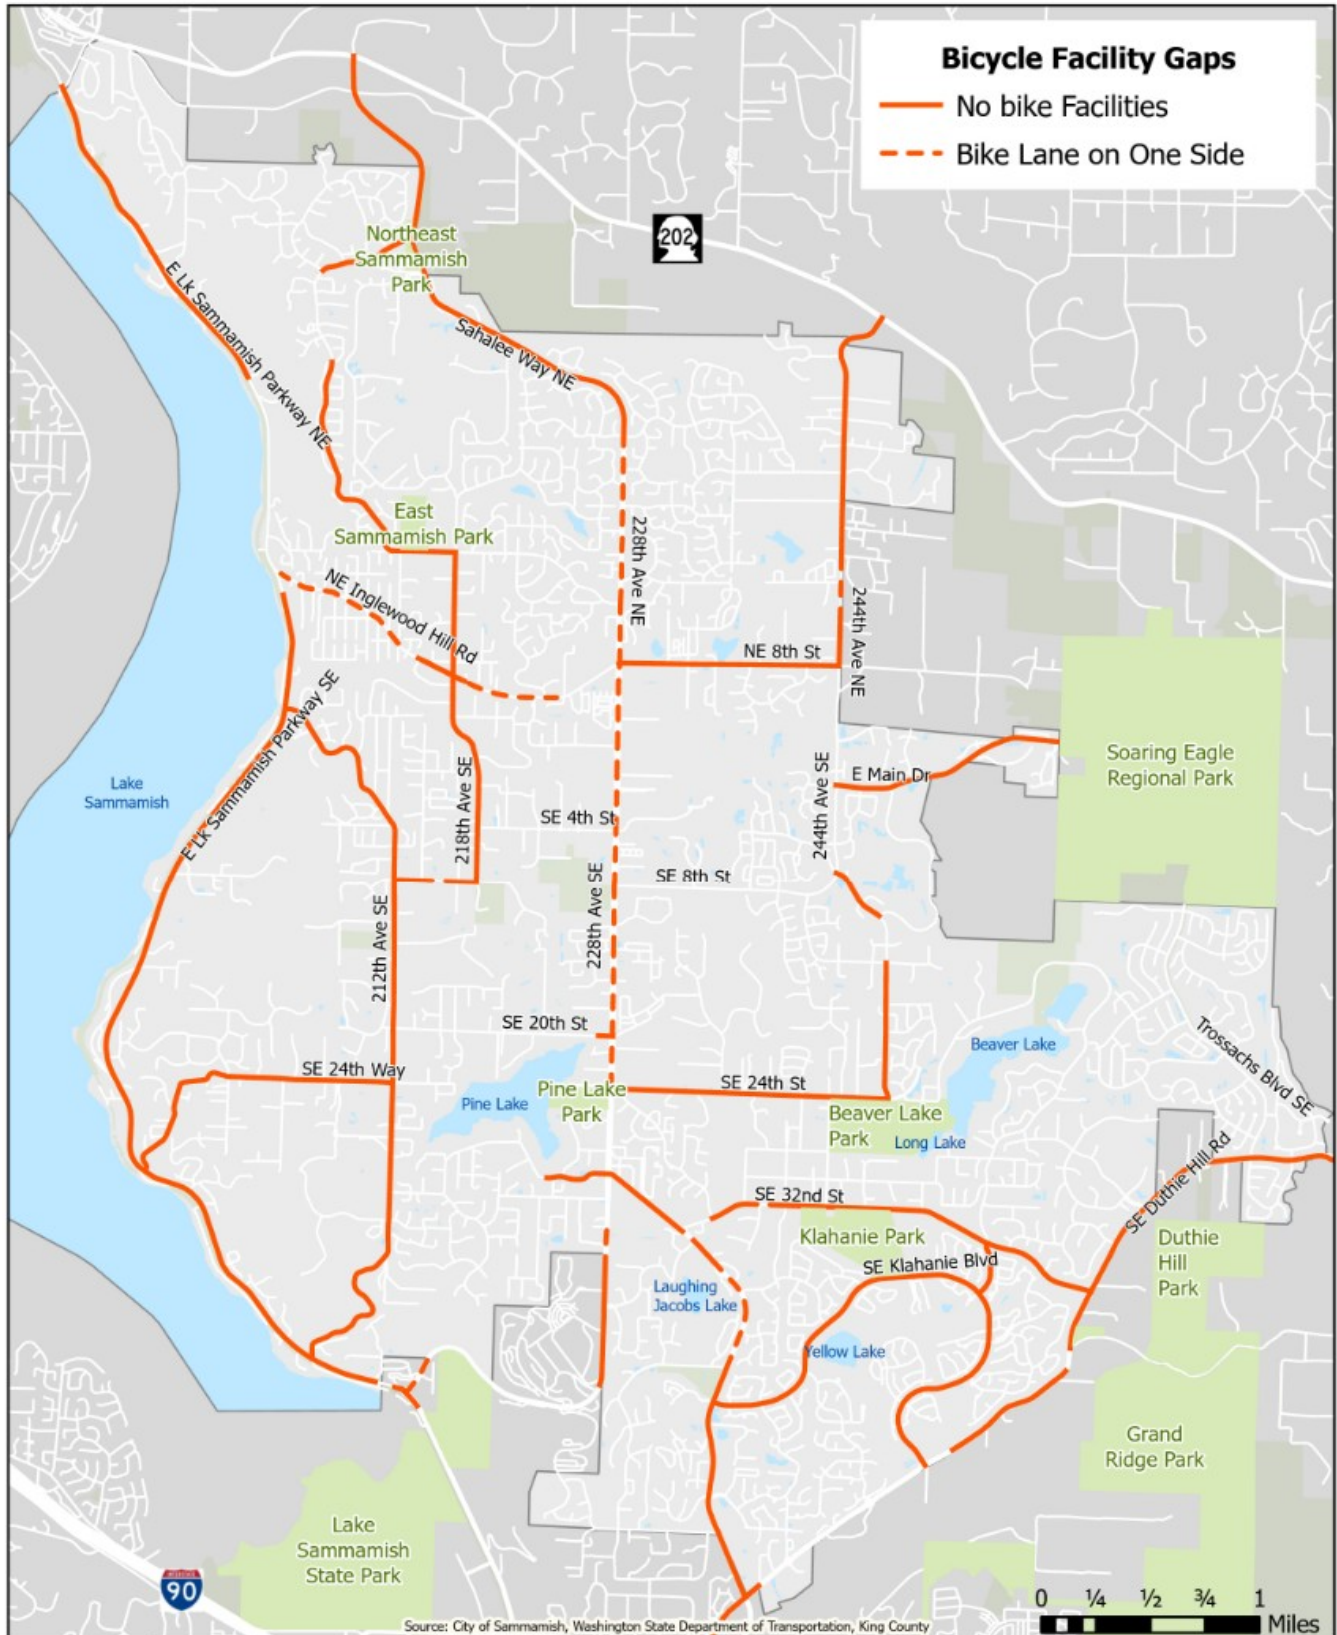 Bicycle Facility Gaps
No bike Facilities
Bike Lane on One Side
202
Northeast
Sammamish
Park
E Lk Sammamish Parkway NE
Sahalee Way NE
East
Sammamish Park
228th Ave NE
NE Inglewood Hill Rd
244th Ave NE
NE 8th St
E Lk Sammamish Parkway SE
Soaring Eagle
Regional Park
Lake
Sammamish
218th Ave SE
244th Ave SE
E Main Dr
SE 4th St
SE 8th St
228th Ave SE
212th Ave SE
SE 20th St
Beaver Lake
Trossachs Blvd SE
SE 24th Way
SE 24th St
Pine Lake
Pine Lake
Park
Beaver Lake
Park
Long Lake
SE Duthie Hill Rd
SE 32nd St
Klahanie Park
SE Klahanie Blvd
Duthie
Hill
Park
Laughing
Jacobs Lake
Yellow Lake
Grand
Ridge Park
Lake
Sammamish
State Park
90
0 ¼ ½ ¾ 1
Miles
Source: City of Sammamish, Washington State Department of Transportation, King County